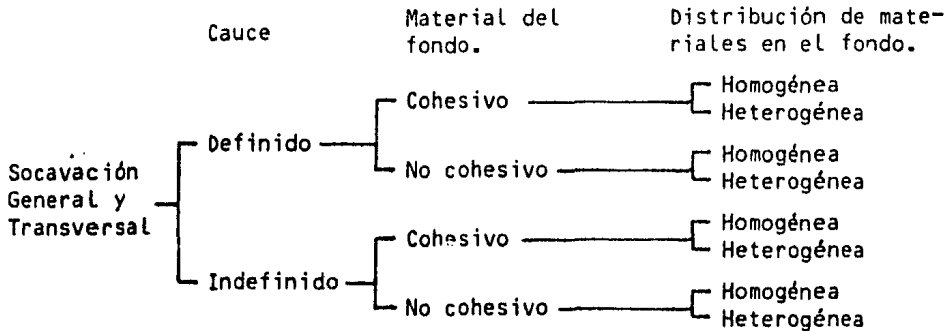 Cauce
Material del
fondo.
Distribución de mate-
riales en el fondo.
Socavación
General y
Transversal
Definido
Cohesivo
Homogénea
Heterogénea
No cohesivo
Homogénea
Heterogénea
Indefinido
Cohesivo
Homogénea
Heterogénea
No cohesivo
Homogénea
Heterogénea